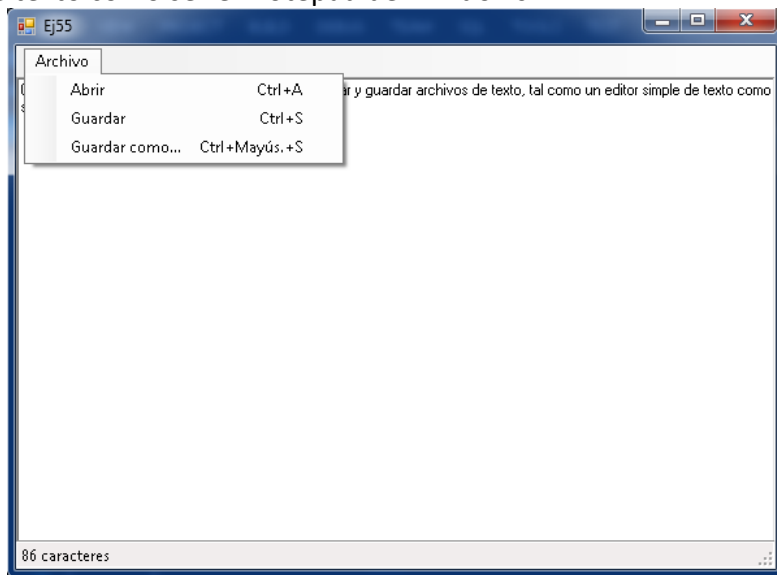 Ej55
Archivo
Abrir Ctrl+A
Guardar Ctrl+S
Guardar como... Ctrl+Mayús.+S
y guardar archivos de texto, tal como un editor simple de texto como
86 caracteres